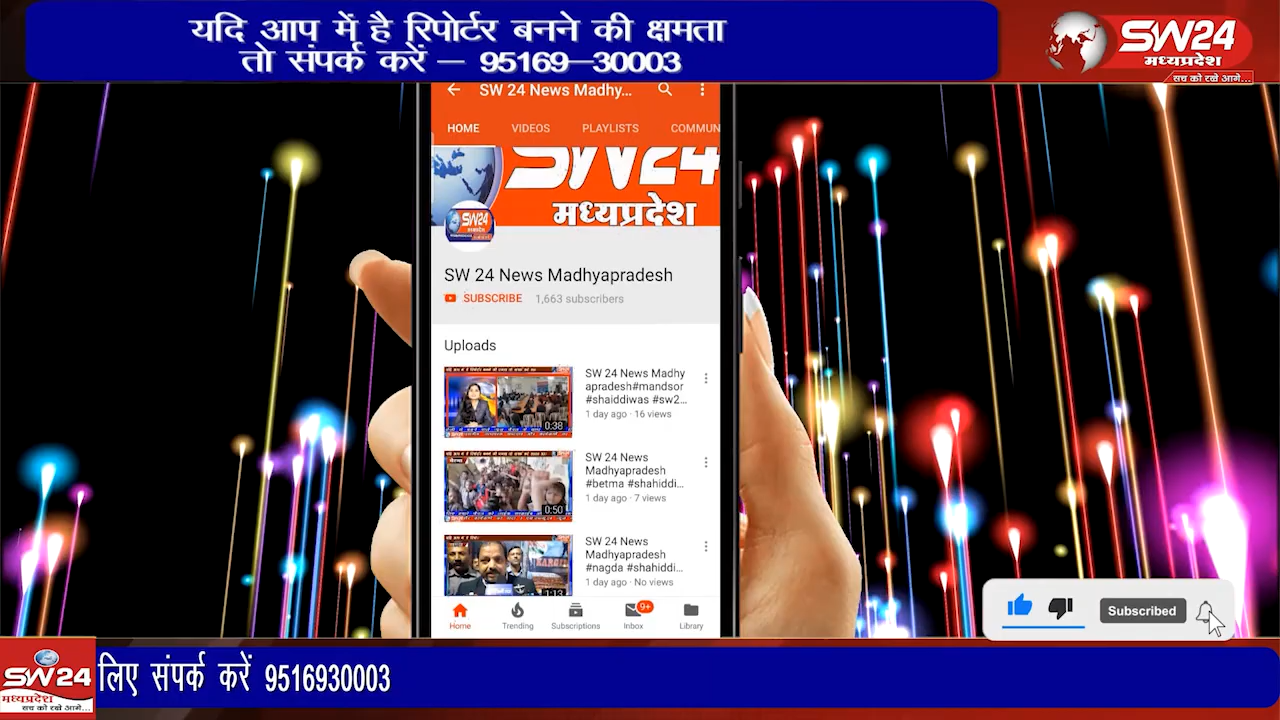 यदि आप में है रिपोर्टर बनने की क्षमता
तो संपर्क करें – 95169–30003
SW24
मध्यप्रदेश
सच को रखे आगे...
SW 24 News Madhy...
HOME VIDEOS PLAYLISTS COMMUN
SW24
मध्यप्रदेश
SW24
SW 24 News Madhyapradesh
SUBSCRIBE 1,663 subscribers
Uploads
SW 24 News Madhy
apradesh#mandsor
#shaiddiwas #sw2...
1 day ago · 16 views
0:38
SW 24 News
Madhyapradesh
#betma #shahiddi...
1 day ago · 7 views
0:50
SW 24 News
Madhyapradesh
#nagda #shahiddi...
1 day ago · No views
1:13
Home Trending Subscriptions Inbox Library
9+
Subscribed
SW24
मध्यप्रदेश
सच को रखे आगे...
लिए संपर्क करें 9516930003